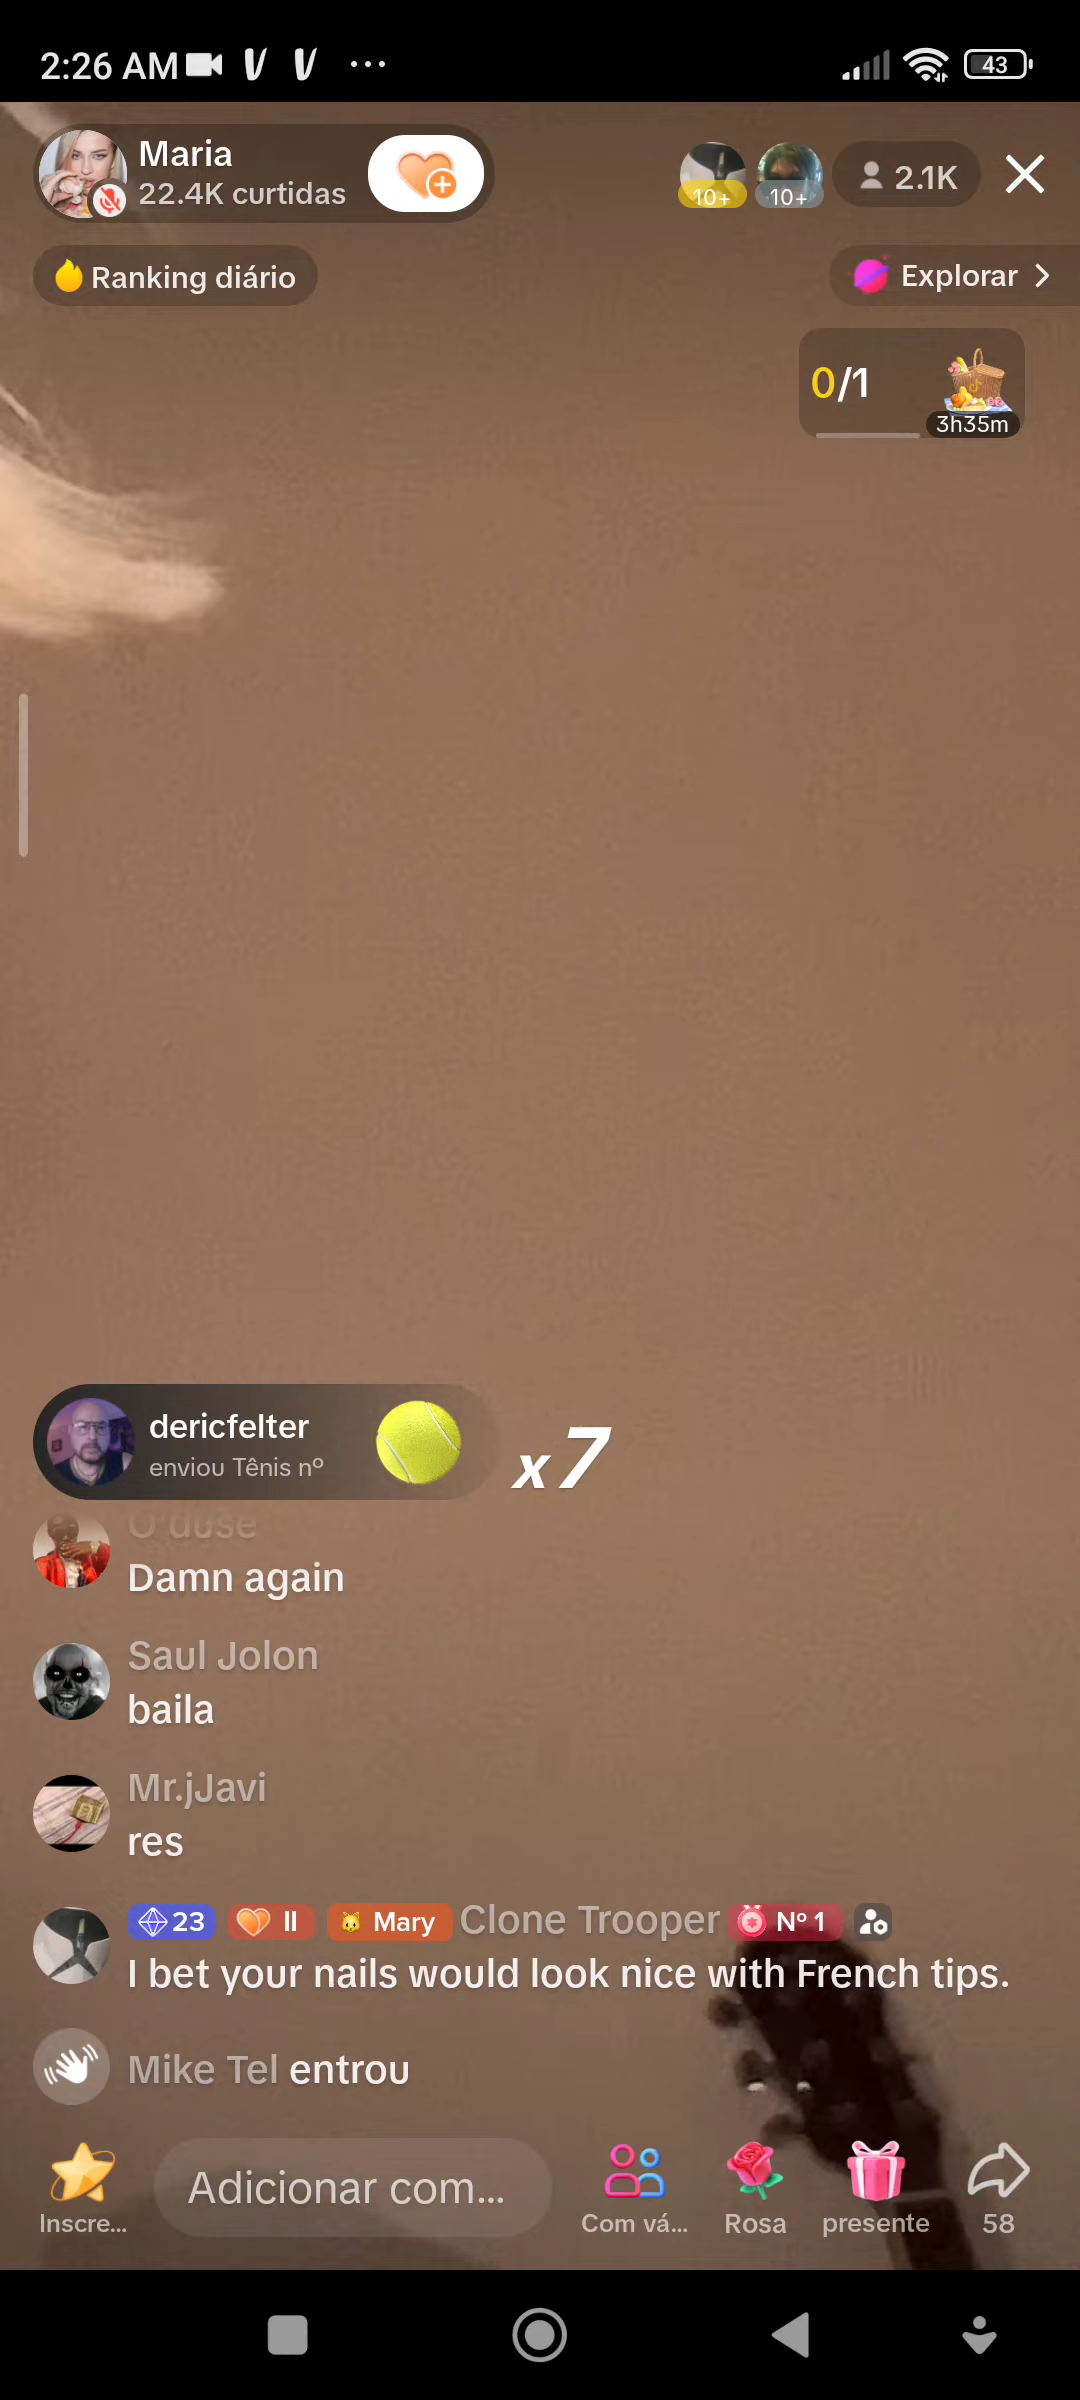 2:26 AM
43
Maria
22.4K curtidas
10+
10+
2.1K
Ranking diário
Explorar
0/1
3h35m
dericfelter
enviou Tênis nº
x7
O'duse
Damn again
Saul Jolon
baila
Mr.jJavi
res
23 II Mary Clone Trooper Nº 1
I bet your nails would look nice with French tips.
Mike Tel entrou
Inscre...
Adicionar com...
Com vá...
Rosa
presente
58